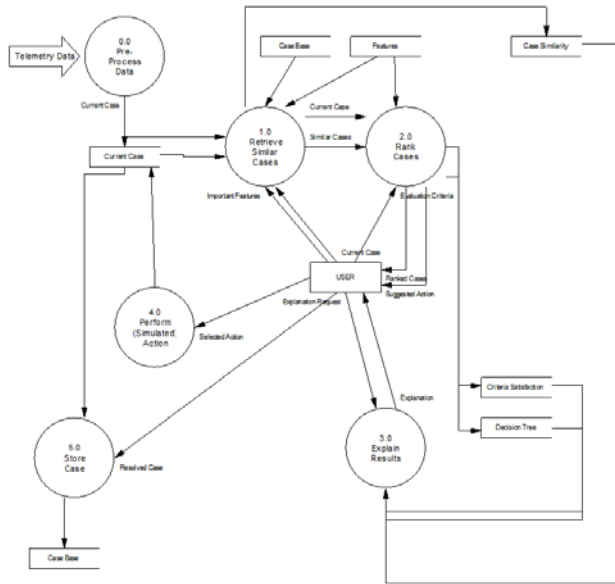 Telemetry Data
0.0
Pre-
Process
Data
Case Base
Features
Case Similarity
Current Case
Current Case
1.0
Retrieve
Similar
Cases
Similar Cases
2.0
Rank
Cases
Current Case
Important Features
Evaluation Criteria
Current Case
USER
Ranked Cases
Suggested Action
Explanation Request
4.0
Perform
(Simulated)
Action
Selected Action
Explanation
Criteria Satisfaction
Decision Tree
3.0
Explain
Results
5.0
Store
Case
Resolved Case
Case Base